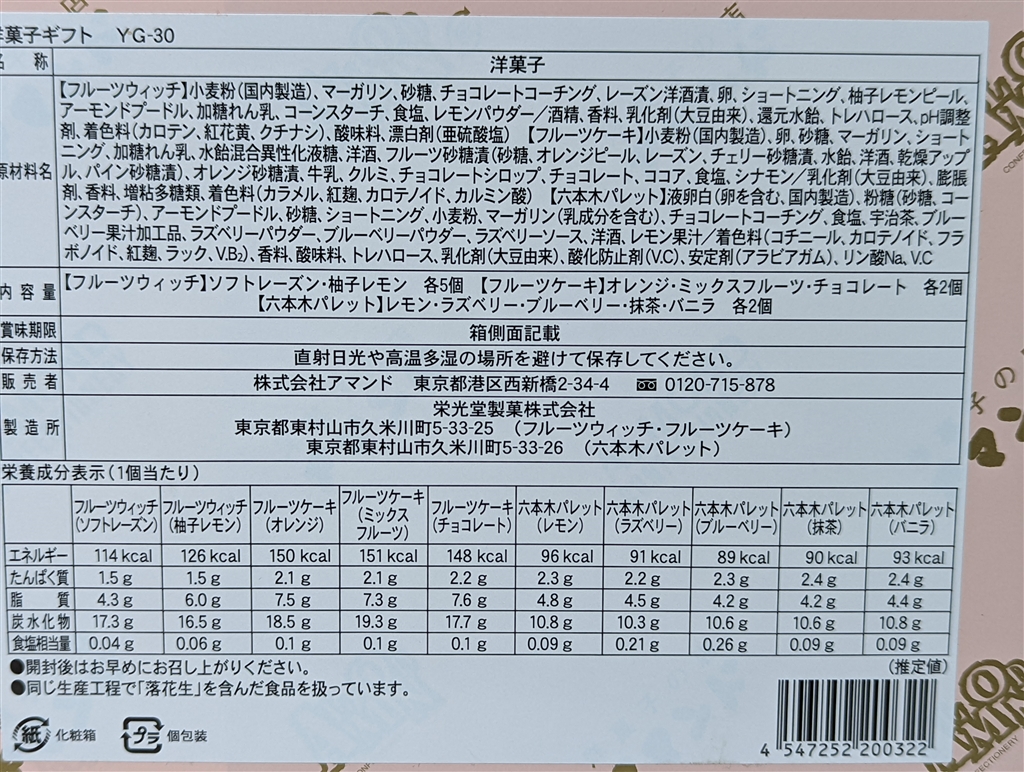 洋菓子ギフト YG-30
名 称 洋菓子
【フルーツウィッチ】小麦粉(国内製造)、マーガリン、砂糖、チョコレートコーチング、レーズン洋酒漬、卵、ショートニング、柚子レモンピール、
アーモンドプードル、加糖れん乳、コーンスターチ、食塩、レモンパウダー/酒精、香料、乳化剤(大豆由来)、還元水飴、トレハロース、pH調整
剤、着色料(カロテン、紅花黄、クチナシ)、酸味料、漂白剤(亜硫酸塩) 【フルーツケーキ】小麦粉(国内製造)、卵、砂糖、マーガリン、ショート
ニング、加糖れん乳、水飴混合異性化液糖、洋酒、フルーツ砂糖漬(砂糖、オレンジピール、レーズン、チェリー砂糖漬、水飴、洋酒、乾燥アップ
原材料名 ル、パイン砂糖漬)、オレンジ砂糖漬、牛乳、クルミ、チョコレートシロップ、チョコレート、ココア、食塩、シナモン/乳化剤(大豆由来)、膨脹
剤、香料、増粘多糖類、着色料(カラメル、紅麹、カロテノイド、カルミン酸) 【六本木パレット】液卵白(卵を含む、国内製造)、粉糖(砂糖、コー
ンスターチ)、アーモンドプードル、砂糖、ショートニング、小麦粉、マーガリン(乳成分を含む)、チョコレートコーチング、食塩、宇治茶、ブルー
ベリー果汁加工品、ラズベリーパウダー、ブルーベリーパウダー、ラズベリーソース、洋酒、レモン果汁/着色料(コチニール、カロテノイド、フラ
ボノイド、紅麹、ラック、V.B₂)、香料、酸味料、トレハロース、乳化剤(大豆由来)、酸化防止剤(V.C)、安定剤(アラビアガム)、リン酸Na、V.C
内 容 量 【フルーツウィッチ】ソフトレーズン・柚子レモン 各5個 【フルーツケーキ】オレンジ・ミックスフルーツ・チョコレート 各2個
【六本木パレット】レモン・ラズベリー・ブルーベリー・抹茶・バニラ 各2個
賞味期限 箱側面記載
保存方法 直射日光や高温多湿の場所を避けて保存してください。
販 売 者 株式会社アマンド 東京都港区西新橋2-34-4 0120-715-878
栄光堂製菓株式会社
製 造 所 東京都東村山市久米川町5-33-25 (フルーツウィッチ・フルーツケーキ)
東京都東村山市久米川町5-33-26 (六本木パレット)
栄養成分表示(1個当たり)
フルーツウィッチ(ソフトレーズン) フルーツウィッチ(柚子レモン) フルーツケーキ(オレンジ) フルーツケーキ(ミックスフルーツ) フルーツケーキ(チョコレート) 六本木パレット(レモン) 六本木パレット(ラズベリー) 六本木パレット(ブルーベリー) 六本木パレット(抹茶) 六本木パレット(バニラ)
エネルギー 114 kcal 126 kcal 150 kcal 151 kcal 148 kcal 96 kcal 91 kcal 89 kcal 90 kcal 93 kcal
たんぱく質 1.5 g 1.5 g 2.1 g 2.1 g 2.2 g 2.3 g 2.2 g 2.3 g 2.4 g 2.4 g
脂 質 4.3 g 6.0 g 7.5 g 7.3 g 7.6 g 4.8 g 4.5 g 4.2 g 4.2 g 4.4 g
炭水化物 17.3 g 16.5 g 18.5 g 19.3 g 17.7 g 10.8 g 10.3 g 10.6 g 10.6 g 10.8 g
食塩相当量 0.04 g 0.06 g 0.1 g 0.1 g 0.1 g 0.09 g 0.21 g 0.26 g 0.09 g 0.09 g
●開封後はお早めにお召し上がりください。 (推定値)
●同じ生産工程で「落花生」を含んだ食品を扱っています。
紙 化粧箱 プラ 個包装
4 547252 200322